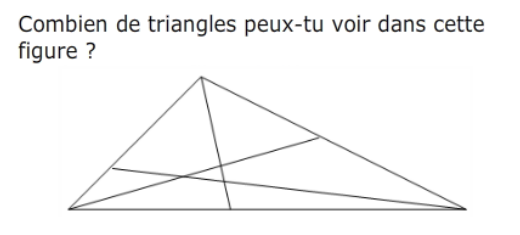 Combien de triangles peux-tu voir dans cette
figure ?